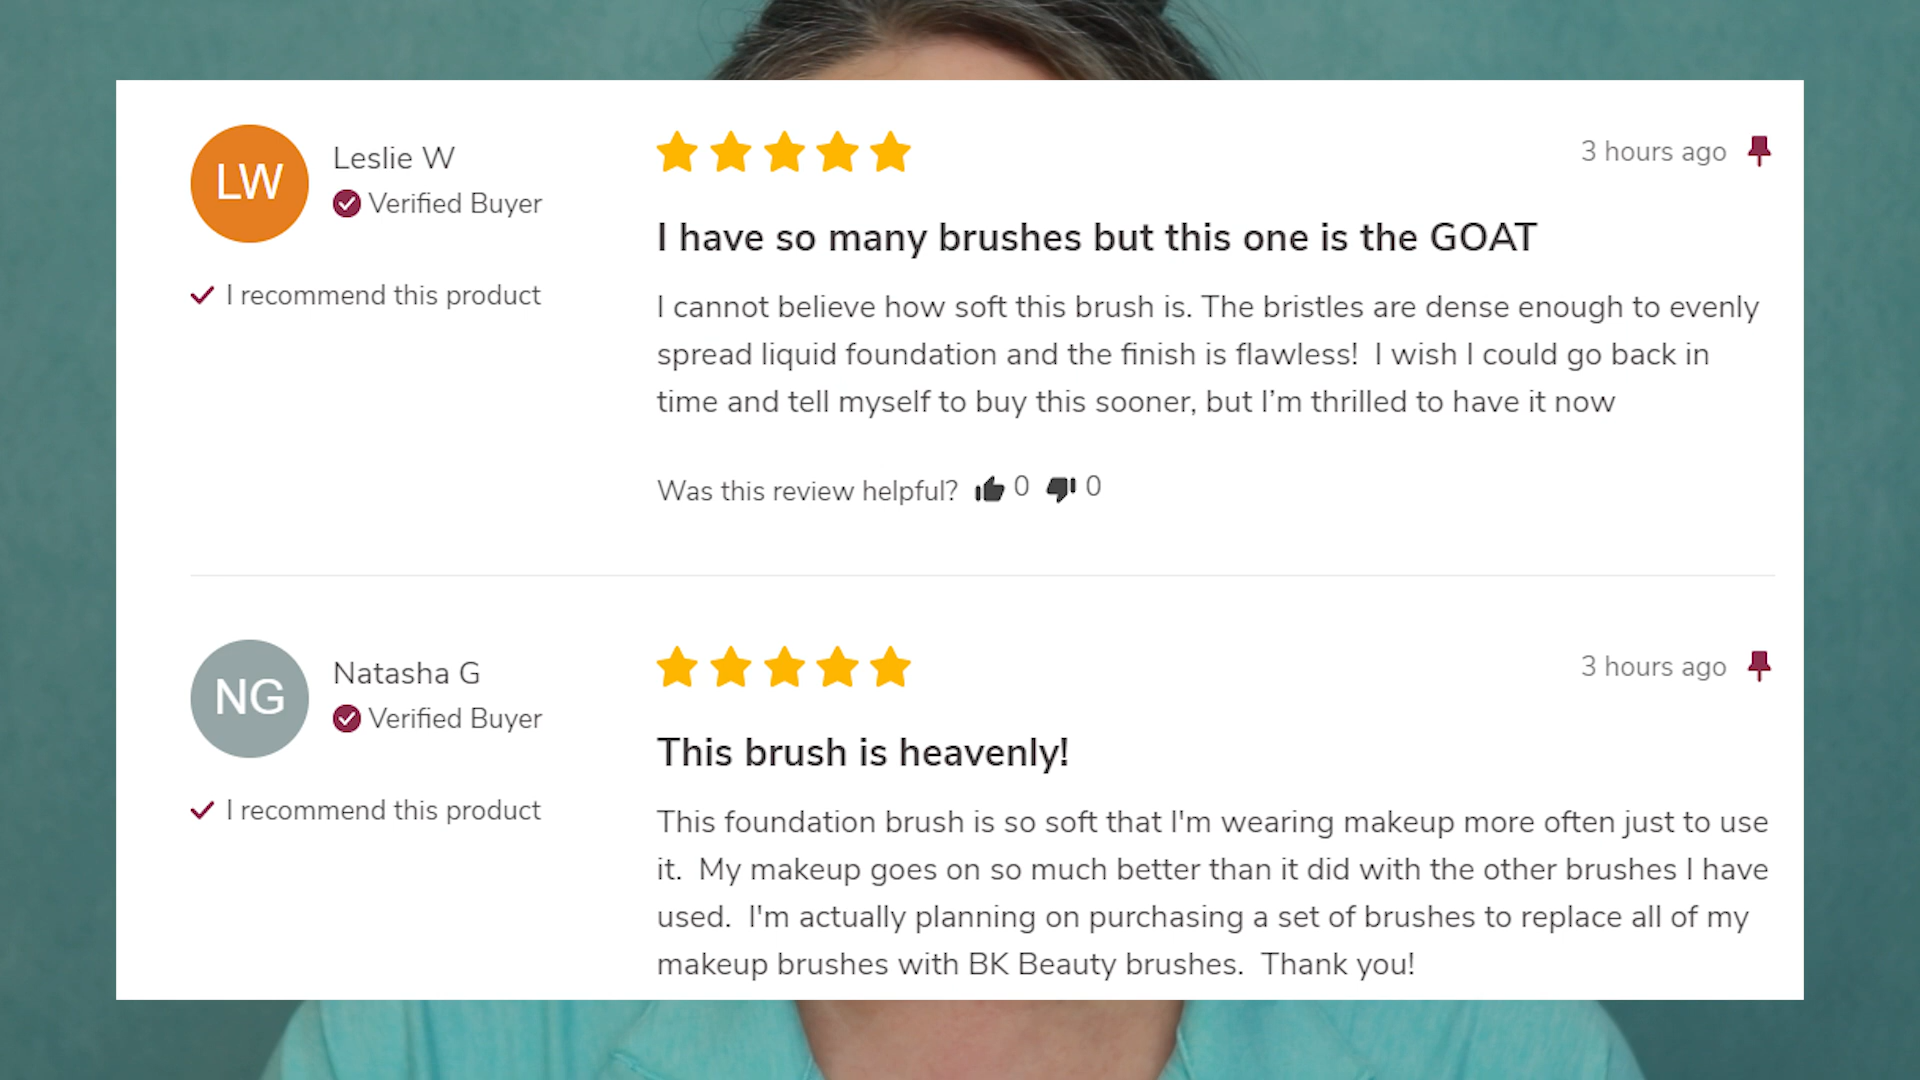 LW
Leslie W
Verified Buyer
I recommend this product
3 hours ago
I have so many brushes but this one is the GOAT
I cannot believe how soft this brush is. The bristles are dense enough to evenly
spread liquid foundation and the finish is flawless!  I wish I could go back in
time and tell myself to buy this sooner, but I’m thrilled to have it now
Was this review helpful? 0 0
NG
Natasha G
Verified Buyer
I recommend this product
3 hours ago
This brush is heavenly!
This foundation brush is so soft that I'm wearing makeup more often just to use
it.  My makeup goes on so much better than it did with the other brushes I have
used.  I'm actually planning on purchasing a set of brushes to replace all of my
makeup brushes with BK Beauty brushes.  Thank you!